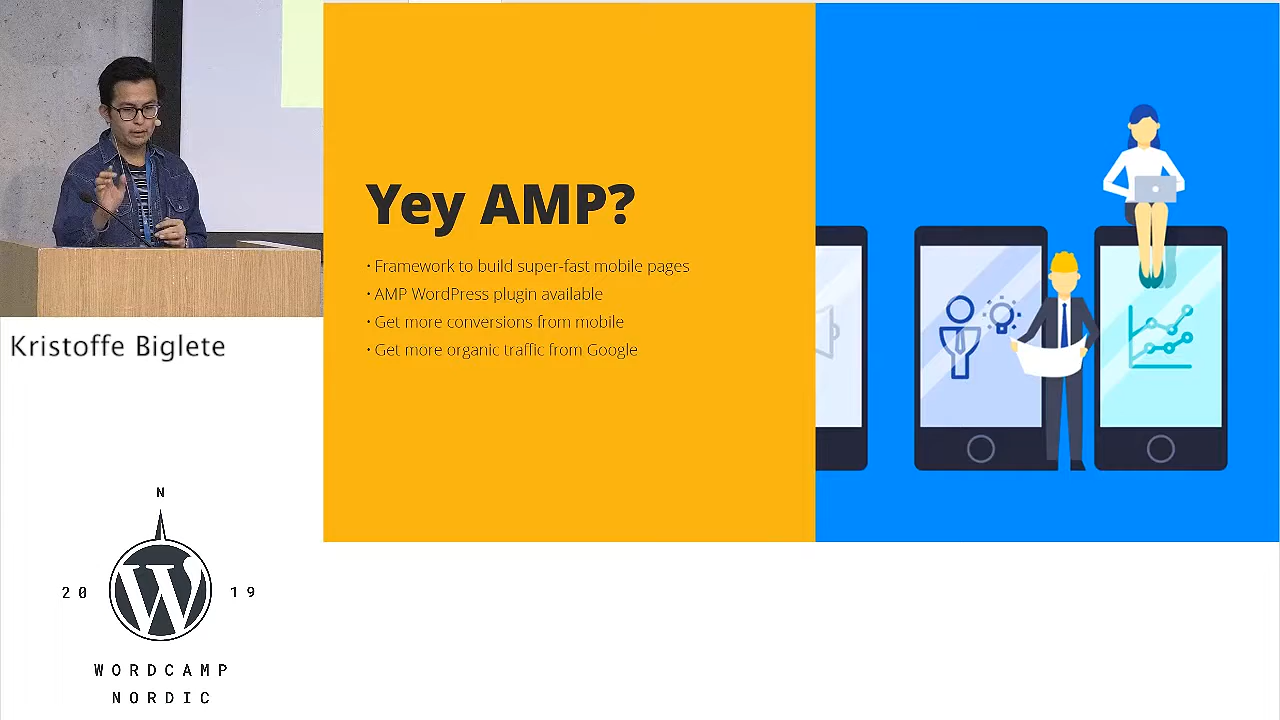 Yey AMP?
• Framework to build super-fast mobile pages
• AMP WordPress plugin available
• Get more conversions from mobile
• Get more organic traffic from Google
Kristoffe Biglete
N
20 19
W
WORDCAMP
NORDIC